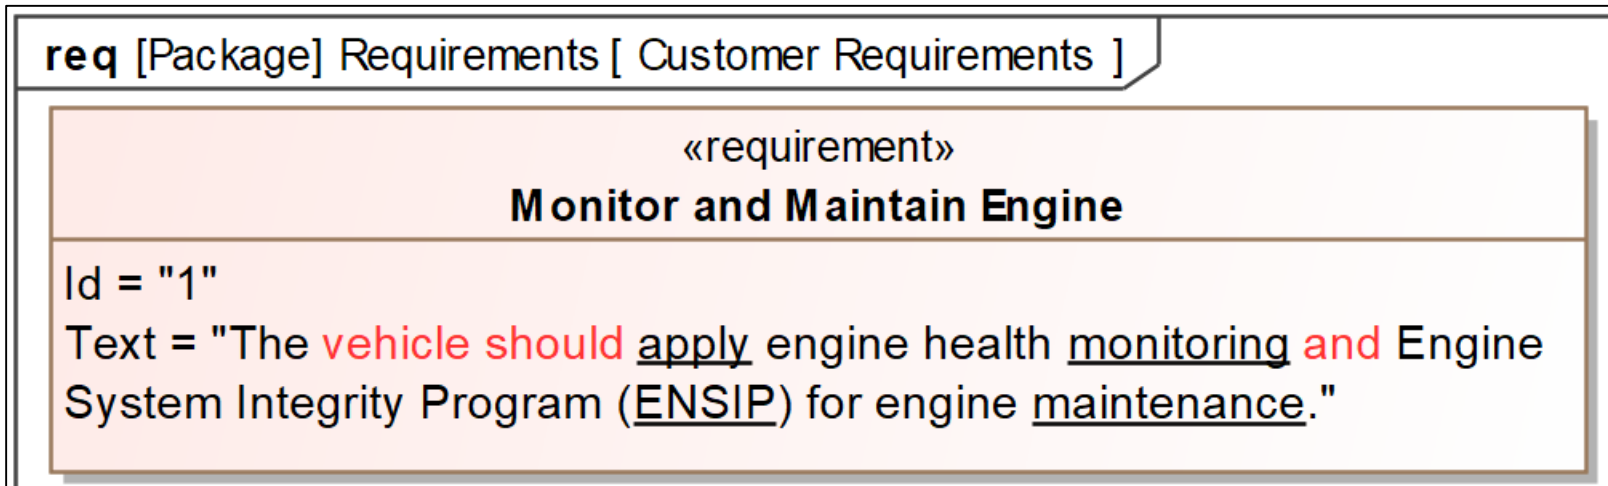 req [Package] Requirements [ Customer Requirements ]
«requirement»
Monitor and Maintain Engine
Id = "1"
Text = "The vehicle should apply engine health monitoring and Engine
System Integrity Program (ENSIP) for engine maintenance."